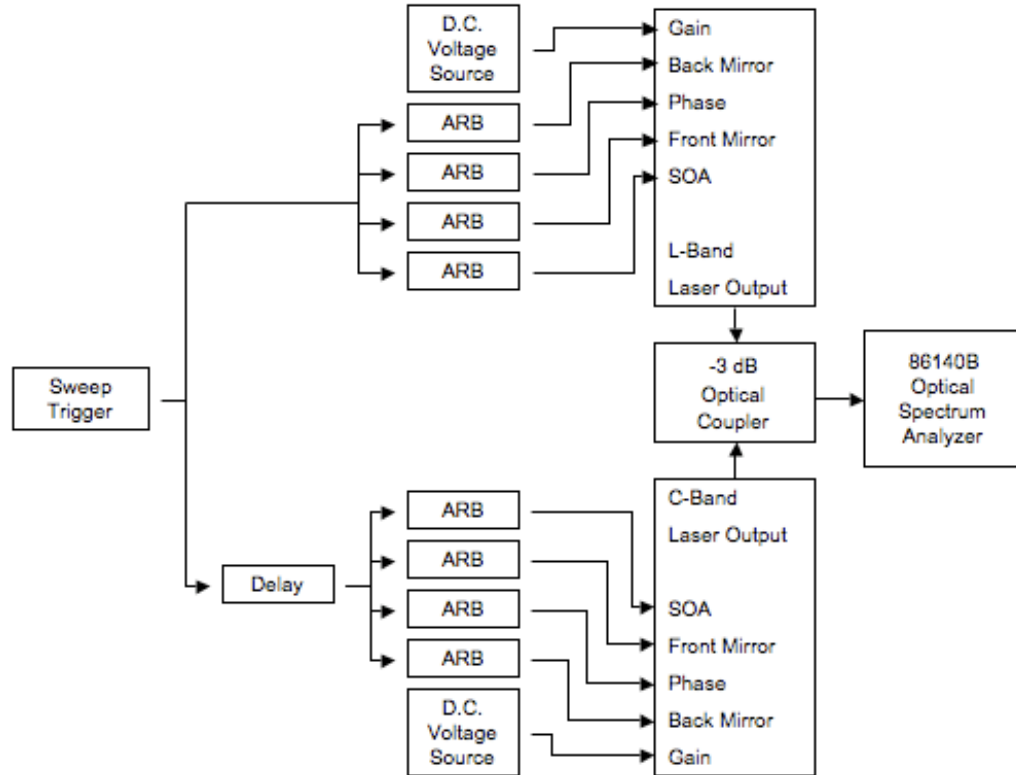 D.C.
Voltage
Source
ARB
ARB
ARB
ARB
Gain
Back Mirror
Phase
Front Mirror
SOA
L-Band
Laser Output
Sweep
Trigger
-3 dB
Optical
Coupler
86140B
Optical
Spectrum
Analyzer
Delay
ARB
ARB
ARB
ARB
D.C.
Voltage
Source
C-Band
Laser Output
SOA
Front Mirror
Phase
Back Mirror
Gain